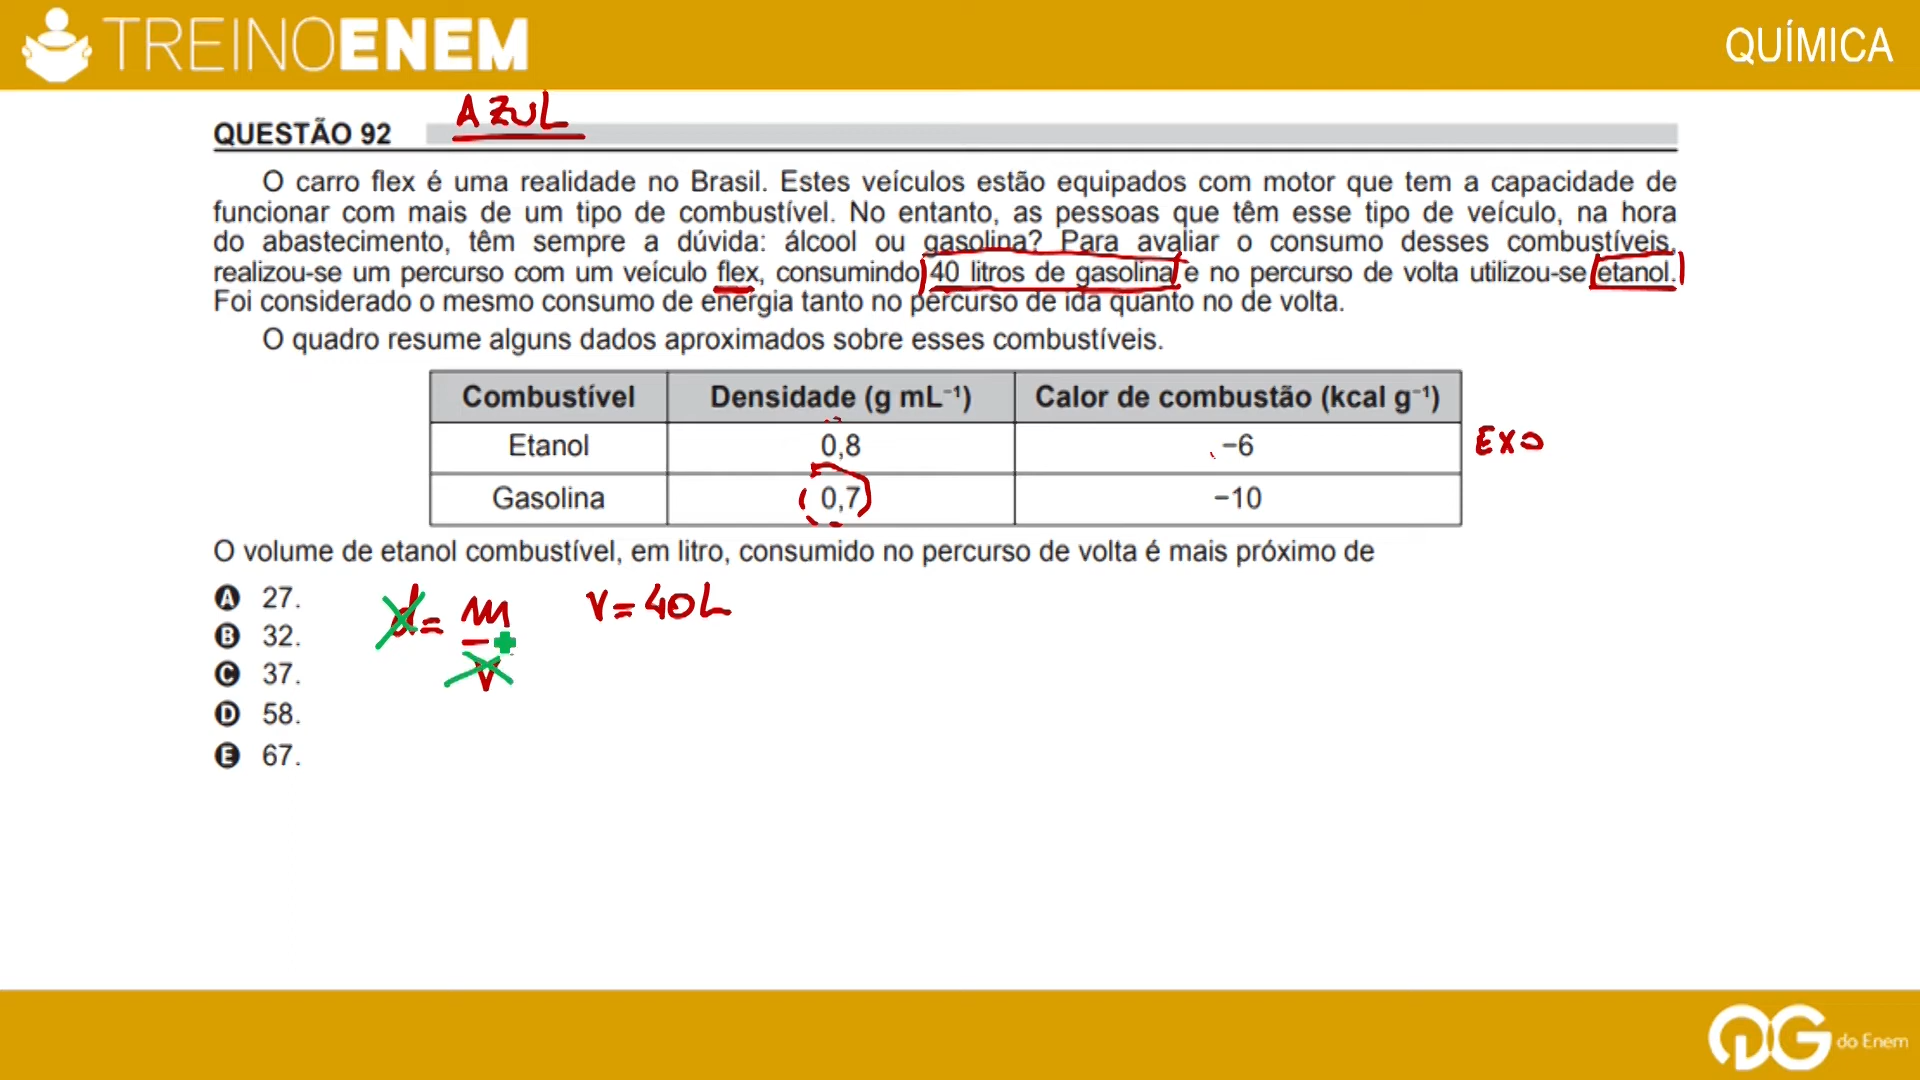 TREINOENEM
QUÍMICA
AZUL
QUESTÃO 92
O carro flex é uma realidade no Brasil. Estes veículos estão equipados com motor que tem a capacidade de
funcionar com mais de um tipo de combustível. No entanto, as pessoas que têm esse tipo de veículo, na hora
do abastecimento, têm sempre a dúvida: álcool ou gasolina? Para avaliar o consumo desses combustíveis,
realizou-se um percurso com um veículo flex, consumindo 40 litros de gasolina e no percurso de volta utilizou-se etanol.
Foi considerado o mesmo consumo de energia tanto no percurso de ida quanto no de volta.
O quadro resume alguns dados aproximados sobre esses combustíveis.
Combustível Densidade (g mL⁻¹) Calor de combustão (kcal g⁻¹)
Etanol 0,8 −6 EXO
Gasolina 0,7 −10
O volume de etanol combustível, em litro, consumido no percurso de volta é mais próximo de
A 27.
B 32.
C 37.
D 58.
E 67.
d = m/v V = 40L
QG do Enem